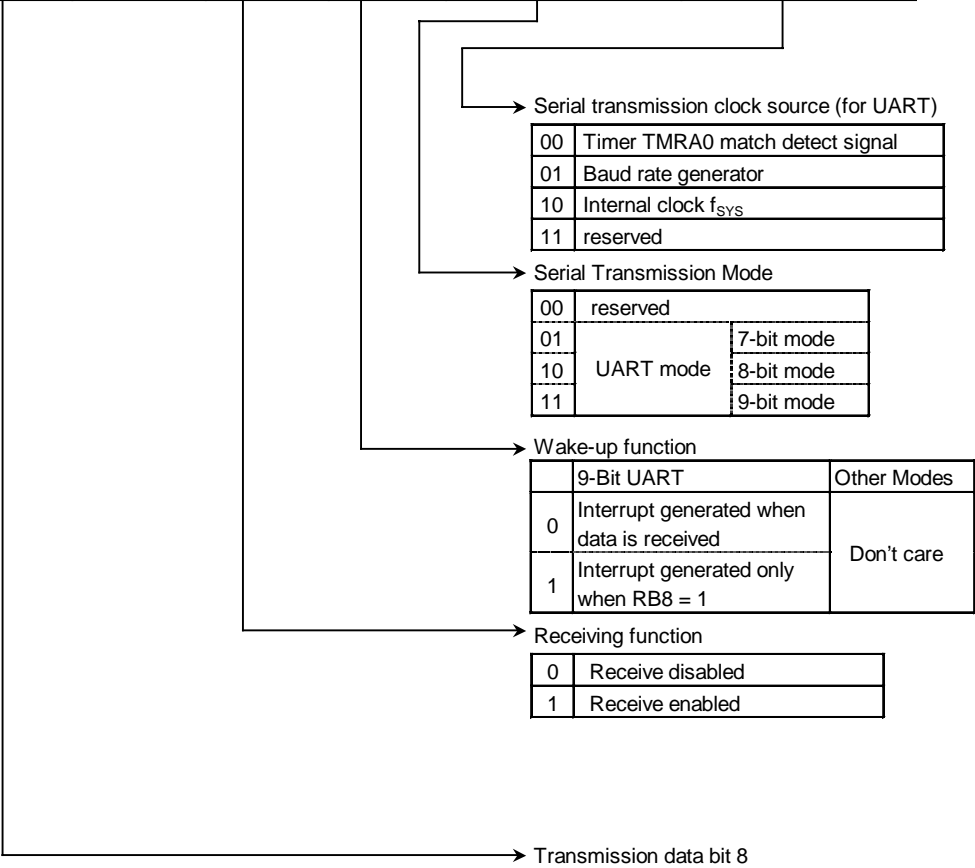 Serial transmission clock source (for UART)
00 Timer TMRA0 match detect signal
01 Baud rate generator
10 Internal clock fSYS
11 reserved
Serial Transmission Mode
00 reserved
01 7-bit mode
10 UART mode 8-bit mode
11 9-bit mode
Wake-up function
9-Bit UART Other Modes
0 Interrupt generated when
data is received
Don't care
1 Interrupt generated only
when RB8 = 1
Receiving function
0 Receive disabled
1 Receive enabled
Transmission data bit 8